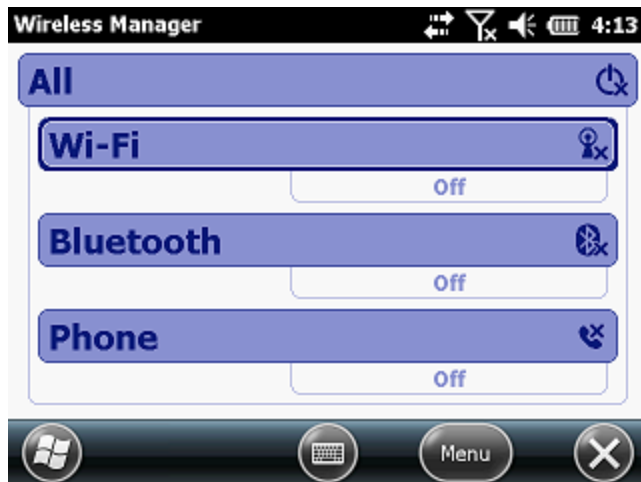 Wireless Manager 4:13
All
Wi-Fi
Off
Bluetooth
Off
Phone
Off
Menu